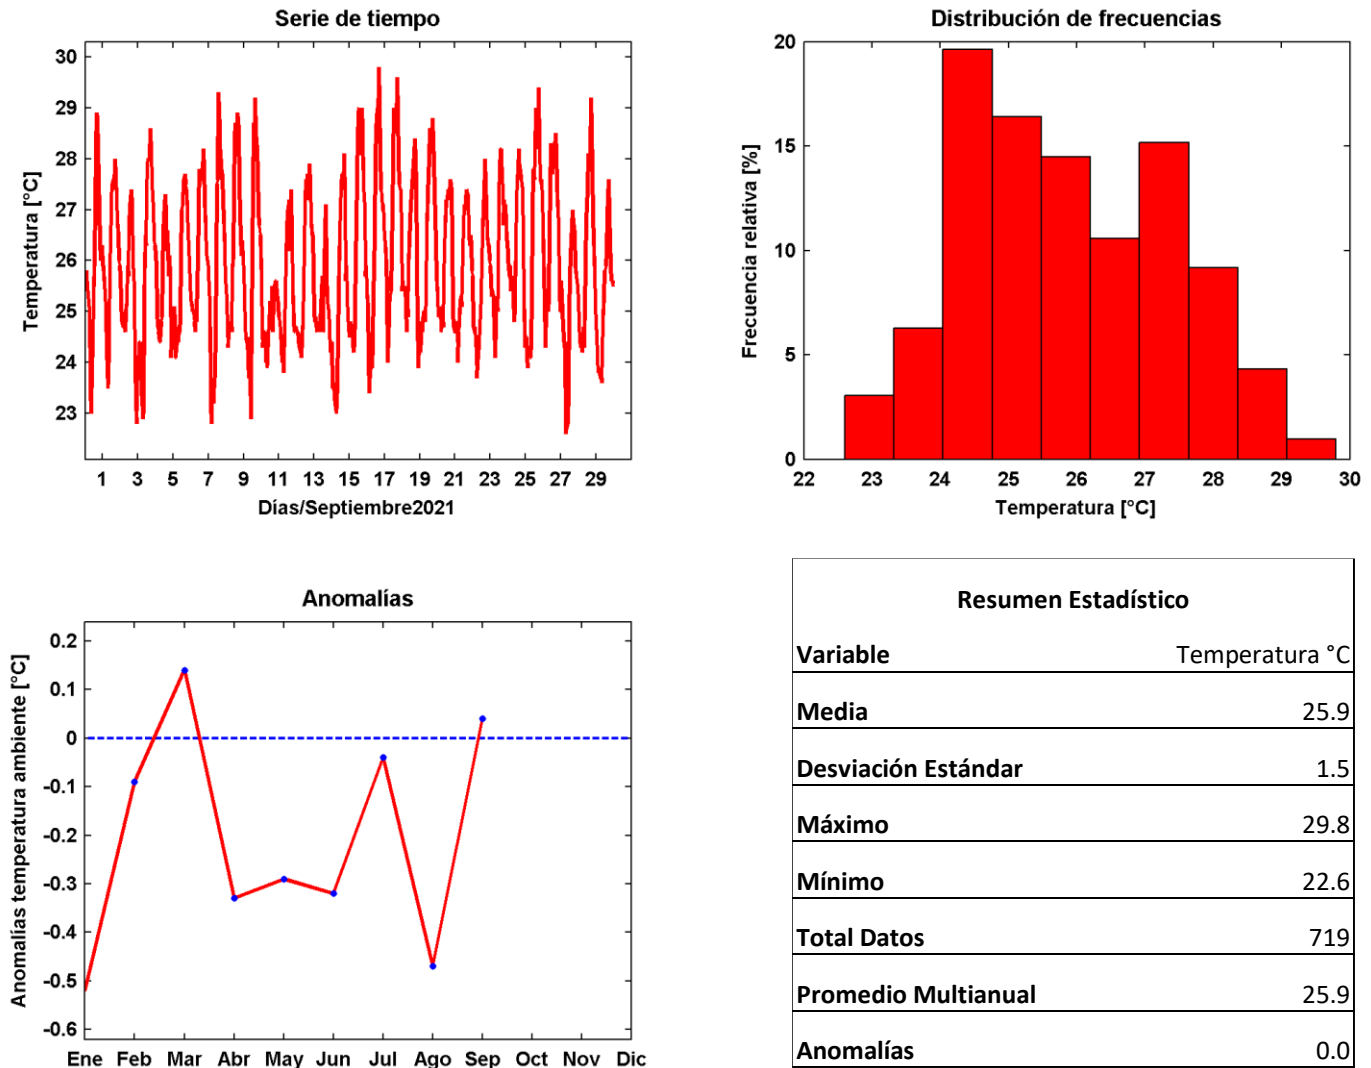 Serie de tiempo
30
29
28
27
26
25
24
23
Temperatura [°C]
1 3 5 7 9 11 13 15 17 19 21 23 25 27 29
Días/Septiembre2021
Distribución de frecuencias
20
15
10
5
0
Frecuencia relativa [%]
22 23 24 25 26 27 28 29 30
Temperatura [°C]
Anomalías
0.2
0.1
0
-0.1
-0.2
-0.3
-0.4
-0.5
-0.6
Anomalías temperatura ambiente [°C]
Ene Feb Mar Abr May Jun Jul Ago Sep Oct Nov Dic
Resumen Estadístico
Variable Temperatura °C
Media 25.9
Desviación Estándar 1.5
Máximo 29.8
Mínimo 22.6
Total Datos 719
Promedio Multianual 25.9
Anomalías 0.0